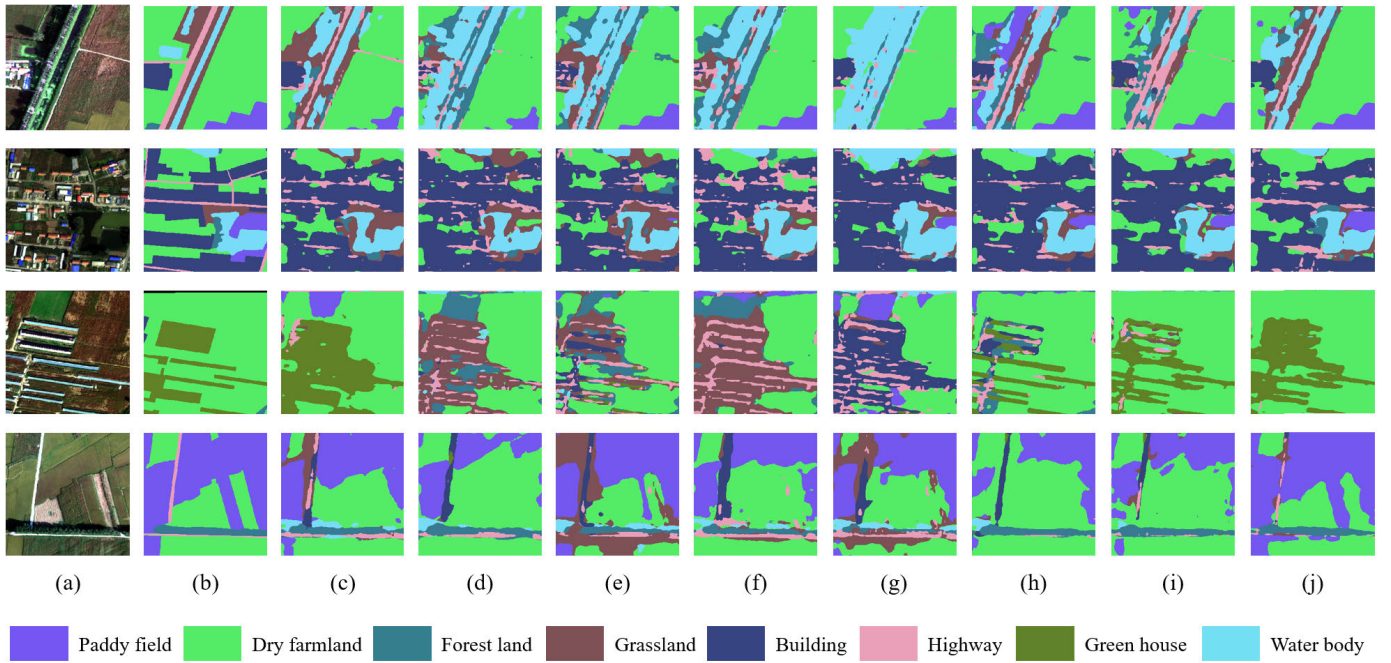 (a) (b) (c) (d) (e) (f) (g) (h) (i) (j)
Paddy field Dry farmland Forest land Grassland Building Highway Green house Water body